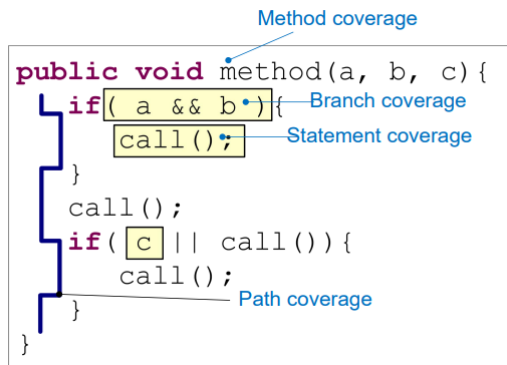 Method coverage
public void method(a, b, c){
if( a && b ){
Branch coverage
call();
Statement coverage
}
call();
if( c || call()){
call();
Path coverage
}
}